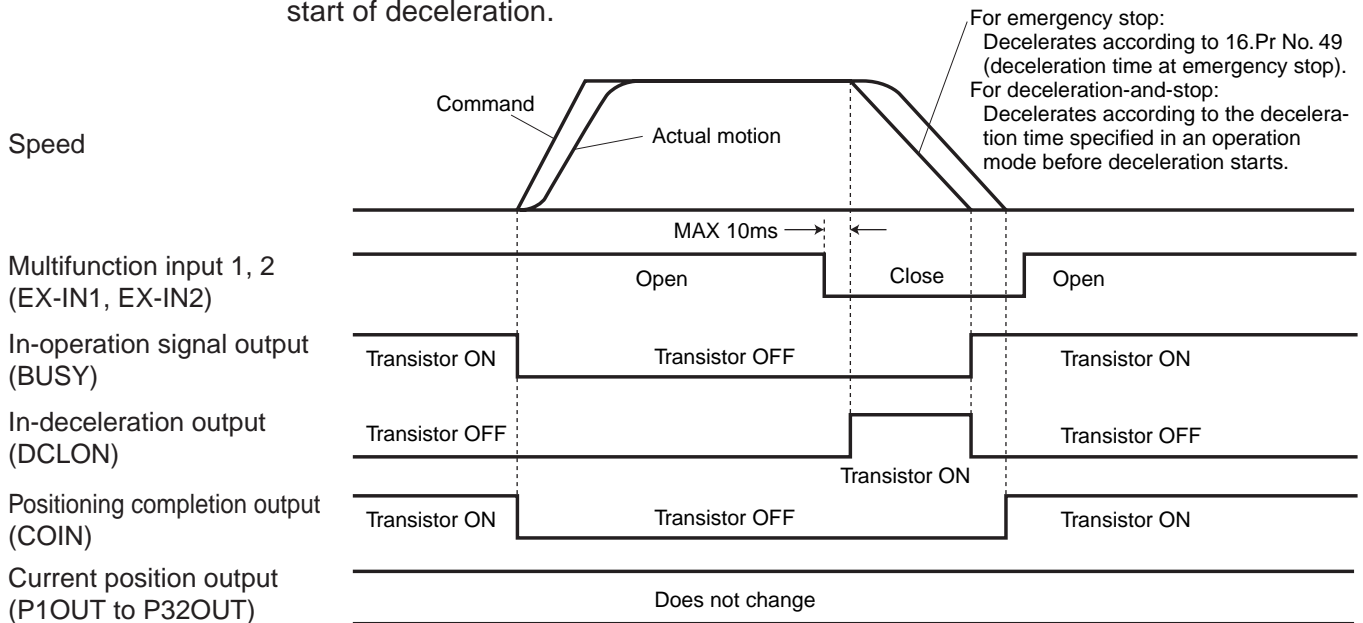 start of deceleration.
For emergency stop:
Decelerates according to 16.Pr No. 49
(deceleration time at emergency stop).
For deceleration-and-stop:
Decelerates according to the decelera-
tion time specified in an operation
mode before deceleration starts.
Command
Actual motion
Speed
MAX 10ms
Multifunction input 1, 2
(EX-IN1, EX-IN2)
Open
Close
Open
In-operation signal output
(BUSY)
Transistor ON
Transistor OFF
Transistor ON
In-deceleration output
(DCLON)
Transistor OFF
Transistor ON
Transistor OFF
Positioning completion output
(COIN)
Transistor ON
Transistor OFF
Transistor ON
Current position output
(P1OUT to P32OUT)
Does not change